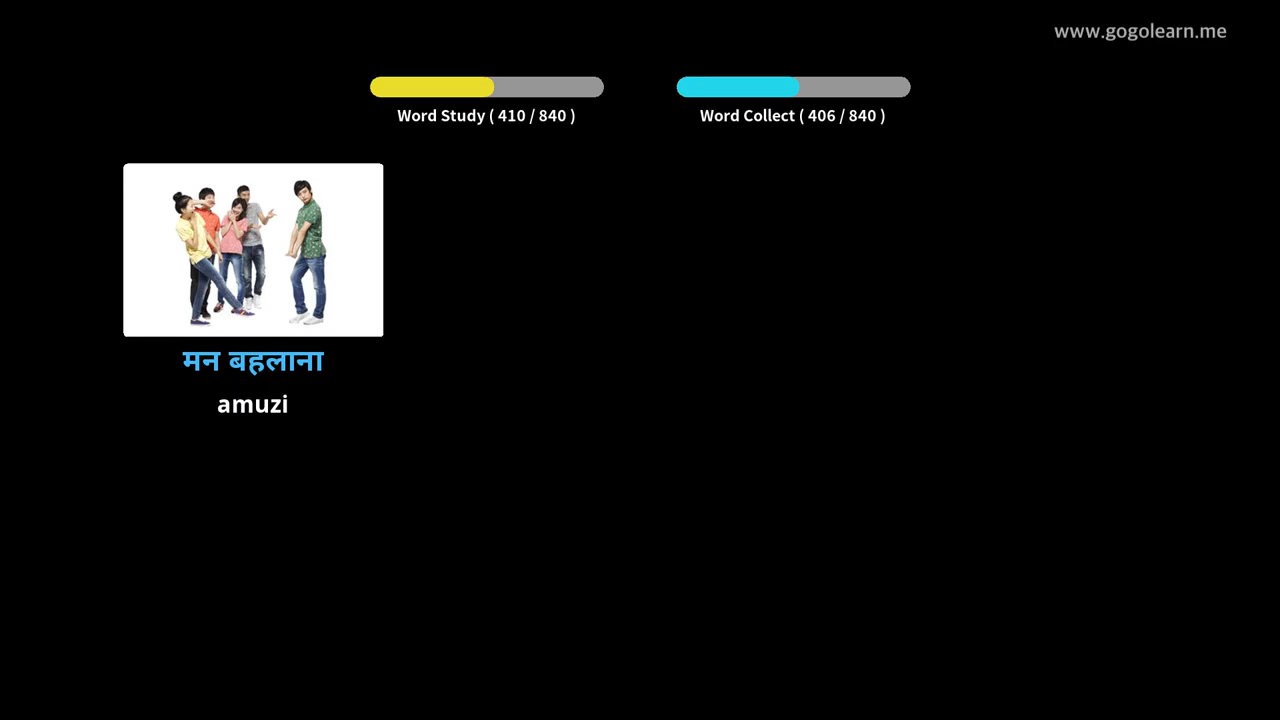 www.gogolearn.me
Word Study ( 410 / 840 )
Word Collect ( 406 / 840 )
मन बहलाना
amuzi